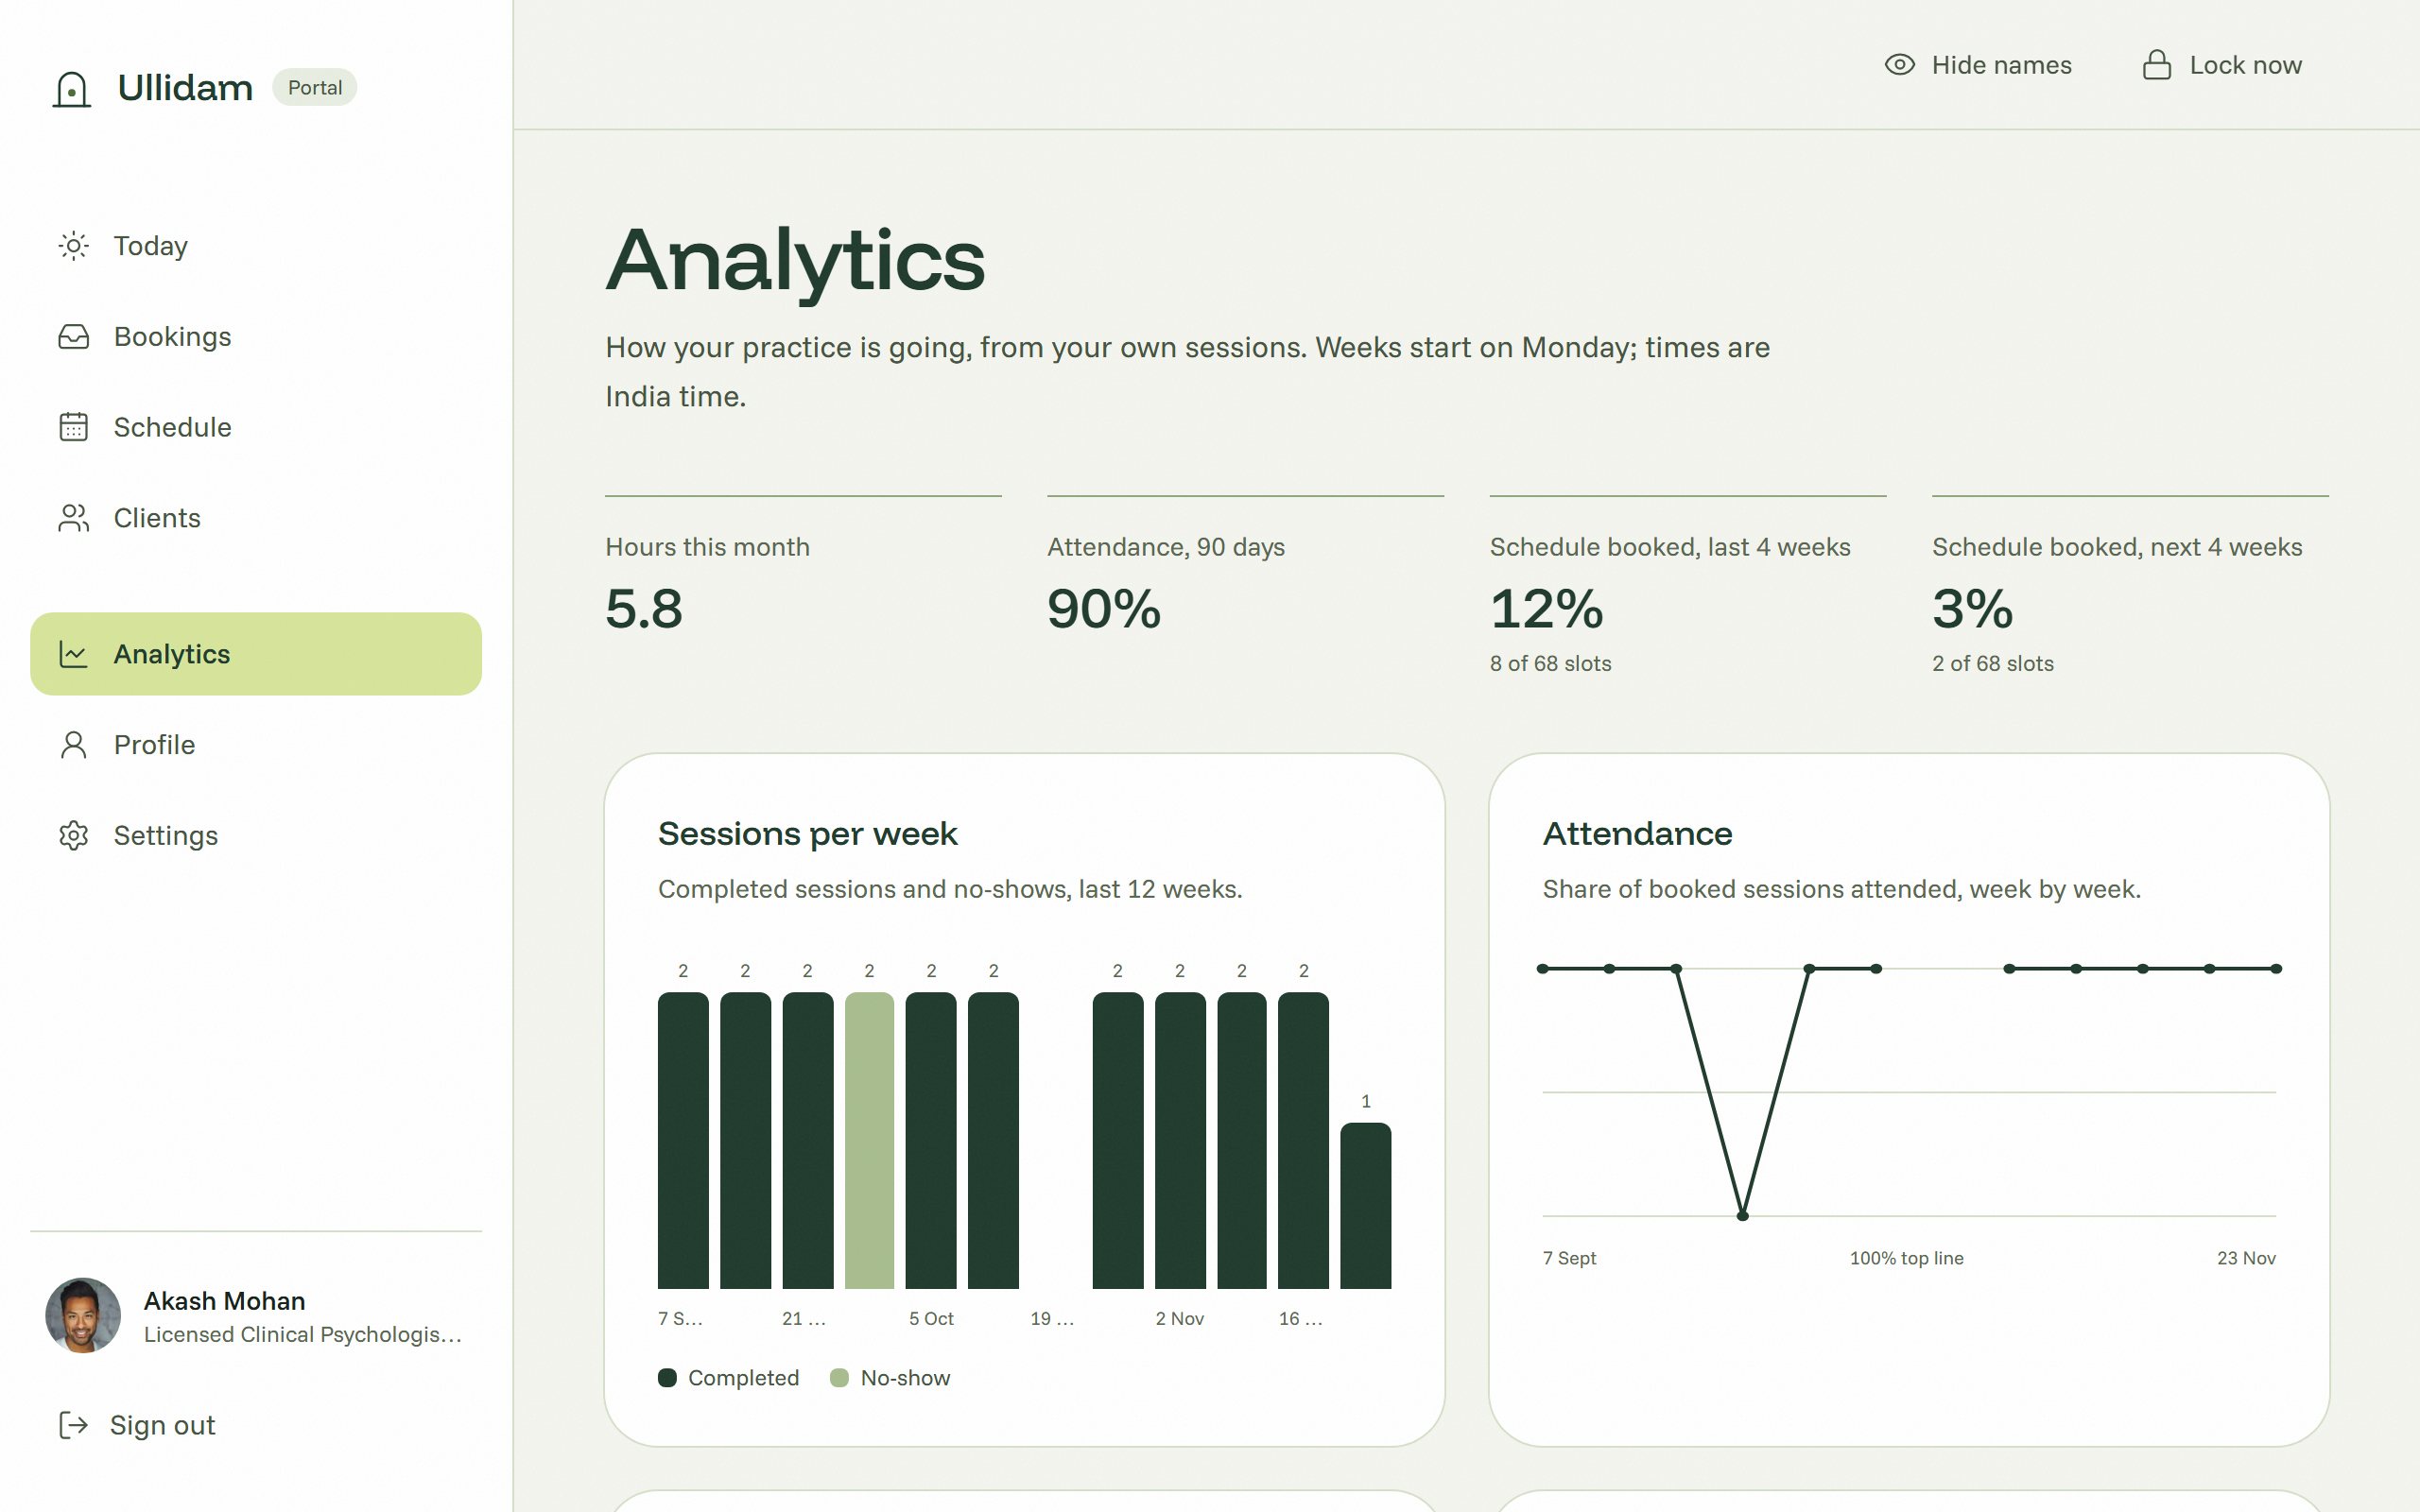 Ullidam
Portal
Today
Bookings
Schedule
Clients
Analytics
Profile
Settings
Akash Mohan
Licensed Clinical Psychologis...
Sign out
Hide names
Lock now
Analytics
How your practice is going, from your own sessions. Weeks start on Monday; times are
India time.
Hours this month
5.8
Attendance, 90 days
90%
Schedule booked, last 4 weeks
12%
8 of 68 slots
Schedule booked, next 4 weeks
3%
2 of 68 slots
Sessions per week
Completed sessions and no-shows, last 12 weeks.
2 2 2 2 2 2 2 2 2 2 1
7 S... 21 ... 5 Oct 19 ... 2 Nov 16 ...
Completed No-show
Attendance
Share of booked sessions attended, week by week.
7 Sept 100% top line 23 Nov